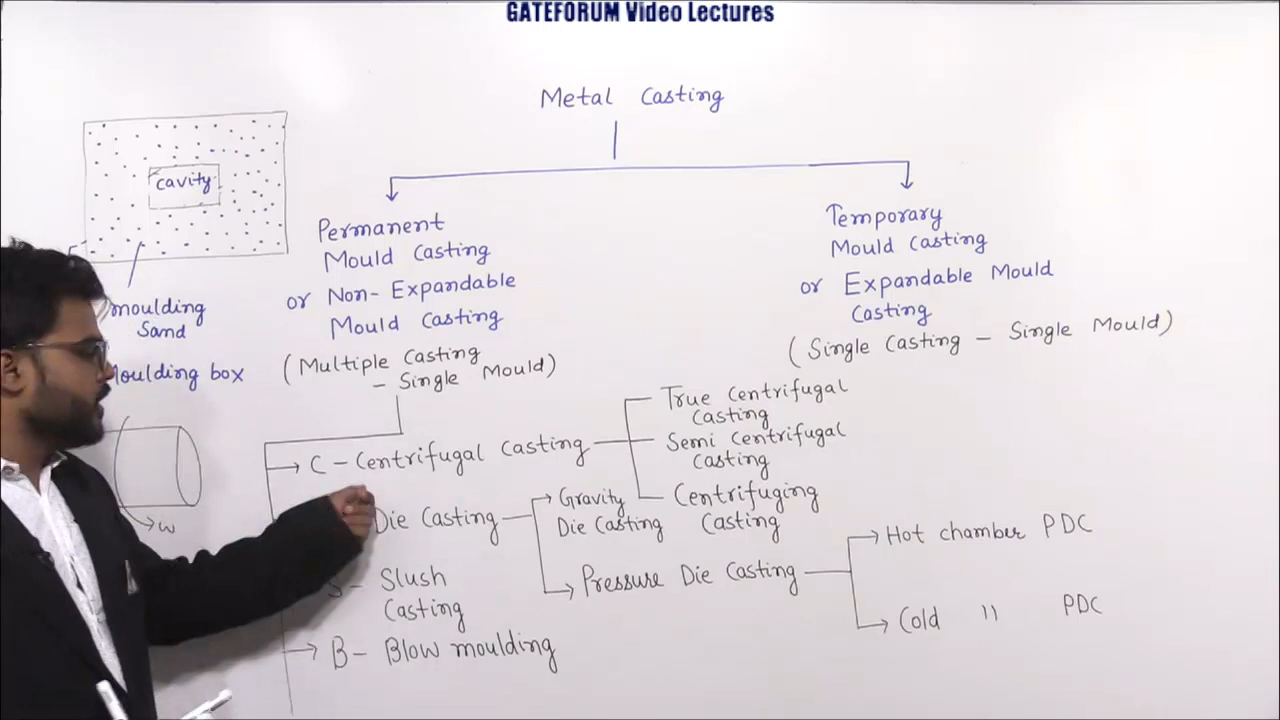 GATEFORUM Video Lectures
Metal Casting
cavity
moulding
Sand
Moulding box
ω
Permanent
Mould Casting
or Non-Expandable
Mould Casting
(Multiple Casting
- Single Mould)
Temporary
Mould Casting
or Expandable Mould
Casting
(Single Casting - Single Mould)
C - Centrifugal Casting
True Centrifugal
Casting
Semi Centrifugal
Casting
Centrifuging
Casting
Die Casting
Gravity
Die Casting
Pressure Die Casting
Hot chamber PDC
Cold 〃 PDC
S - Slush
Casting
B - Blow moulding